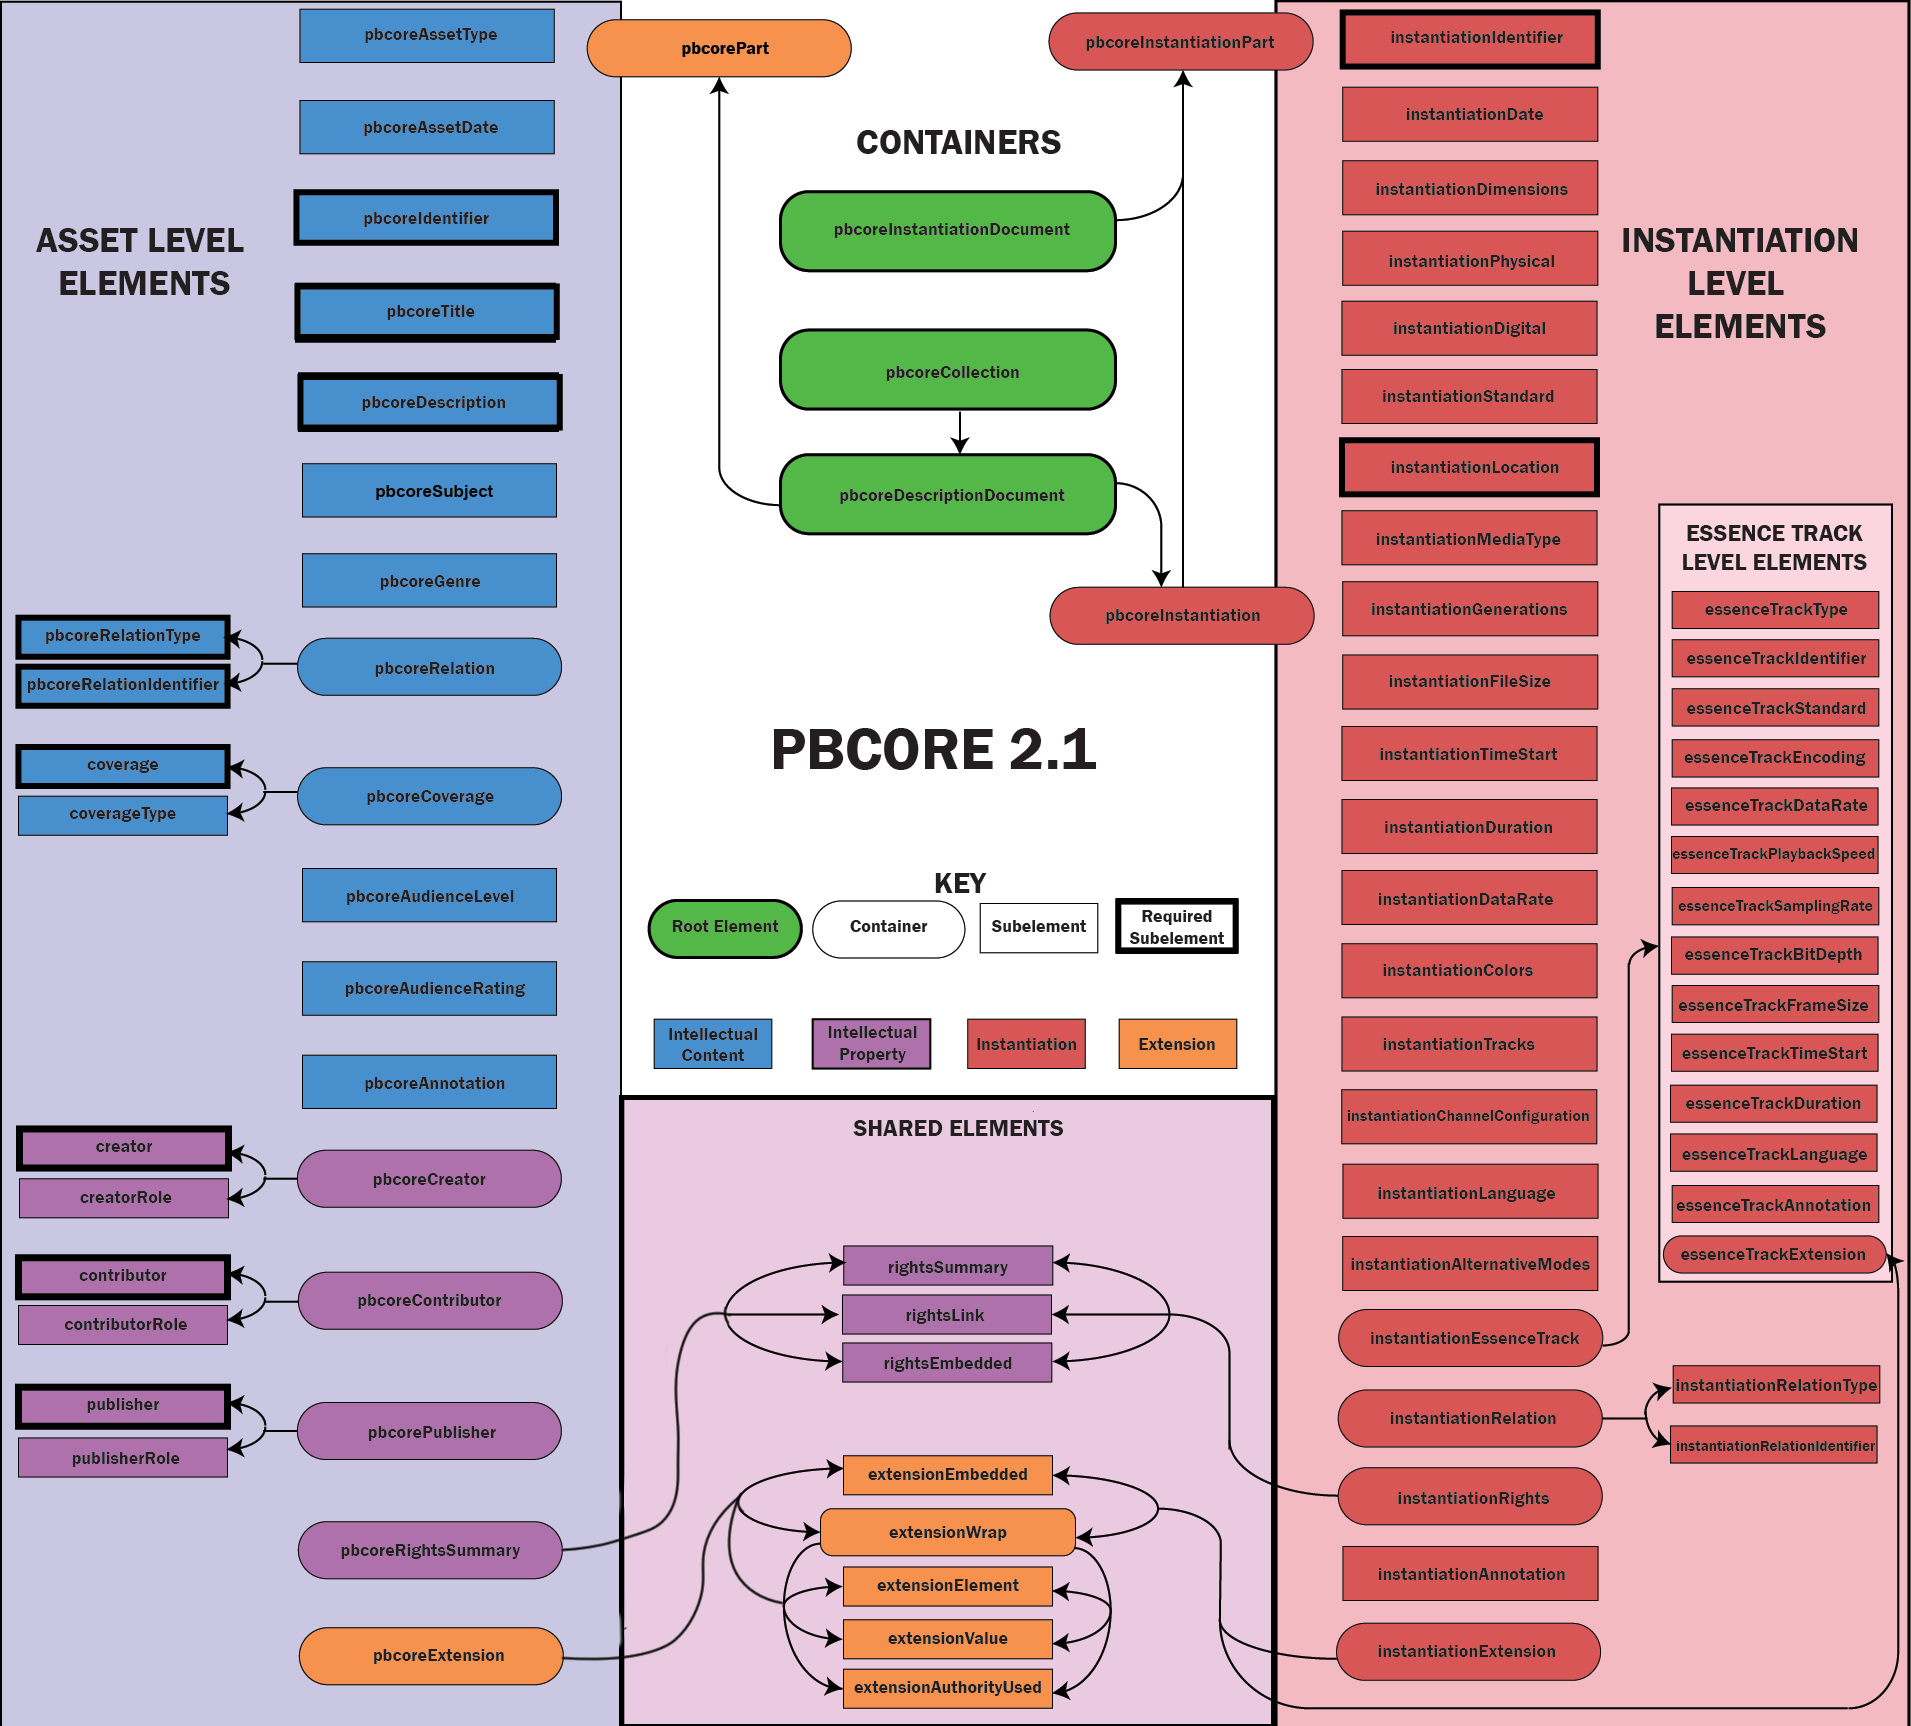 ASSET LEVEL
ELEMENTS
pbcoreAssetType
pbcoreAssetDate
pbcoreIdentifier
pbcoreTitle
pbcoreDescription
pbcoreSubject
pbcoreGenre
pbcoreRelationType
pbcoreRelationIdentifier
pbcoreRelation
coverage
coverageType
pbcoreCoverage
pbcoreAudienceLevel
pbcoreAudienceRating
pbcoreAnnotation
creator
creatorRole
pbcoreCreator
contributor
contributorRole
pbcoreContributor
publisher
publisherRole
pbcorePublisher
pbcoreRightsSummary
pbcoreExtension
pbcorePart
pbcoreInstantiationPart
CONTAINERS
pbcoreInstantiationDocument
pbcoreCollection
pbcoreDescriptionDocument
pbcoreInstantiation
PBCORE 2.1
KEY
Root Element
Container
Subelement
Required
Subelement
Intellectual
Content
Intellectual
Property
Instantiation
Extension
SHARED ELEMENTS
rightsSummary
rightsLink
rightsEmbedded
extensionEmbedded
extensionWrap
extensionElement
extensionValue
extensionAuthorityUsed
INSTANTIATION
LEVEL
ELEMENTS
instantiationIdentifier
instantiationDate
instantiationDimensions
instantiationPhysical
instantiationDigital
instantiationStandard
instantiationLocation
instantiationMediaType
instantiationGenerations
instantiationFileSize
instantiationTimeStart
instantiationDuration
instantiationDataRate
instantiationColors
instantiationTracks
instantiationChannelConfiguration
instantiationLanguage
instantiationAlternativeModes
instantiationEssenceTrack
instantiationRelation
instantiationRights
instantiationAnnotation
instantiationExtension
ESSENCE TRACK
LEVEL ELEMENTS
essenceTrackType
essenceTrackIdentifier
essenceTrackStandard
essenceTrackEncoding
essenceTrackDataRate
essenceTrackPlaybackSpeed
essenceTrackSamplingRate
essenceTrackBitDepth
essenceTrackFrameSize
essenceTrackTimeStart
essenceTrackDuration
essenceTrackLanguage
essenceTrackAnnotation
essenceTrackExtension
instantiationRelationType
instantiationRelationIdentifier